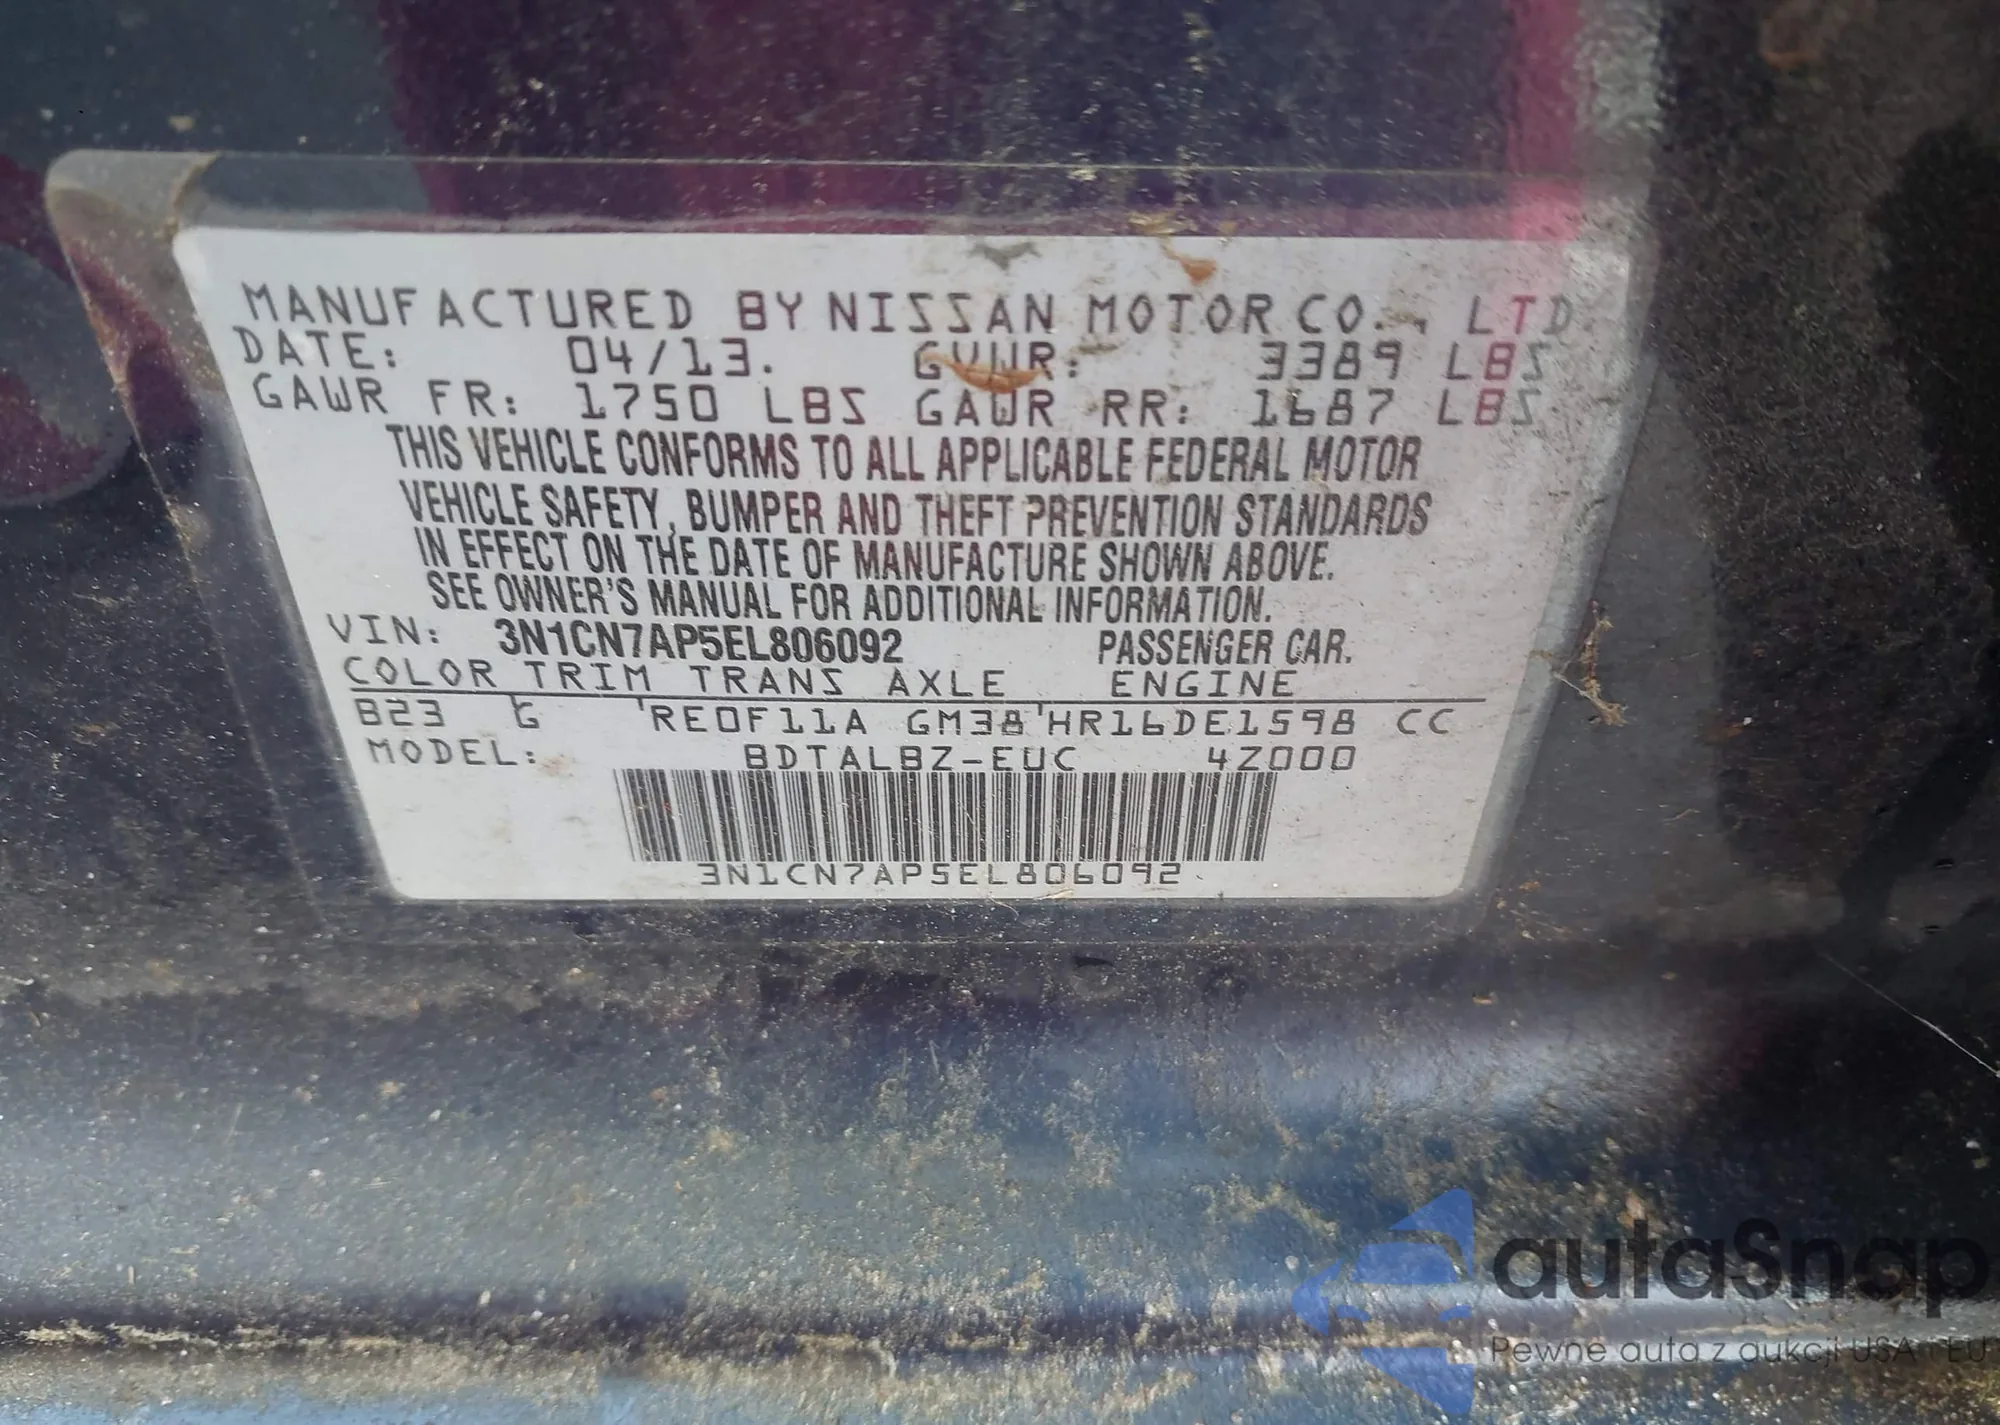 MANUFACTURED BY NISSAN MOTOR CO., LTD.
DATE: 04/13. GVWR: 3389 LBS
GAWR FR: 1750 LBS GAWR RR: 1687 LBS
THIS VEHICLE CONFORMS TO ALL APPLICABLE FEDERAL MOTOR
VEHICLE SAFETY, BUMPER AND THEFT PREVENTION STANDARDS
IN EFFECT ON THE DATE OF MANUFACTURE SHOWN ABOVE.
SEE OWNER'S MANUAL FOR ADDITIONAL INFORMATION.
VIN: 3N1CN7AP5EL806092 PASSENGER CAR.
COLOR TRIM TRANS AXLE ENGINE
B23 G 'RE0F11A GM38'HR16DE1598 CC
MODEL: BDTALBZ-EUC 4Z000
3N1CN7AP5EL806092
autaSnap
Pewne auta z aukcji USA i EU